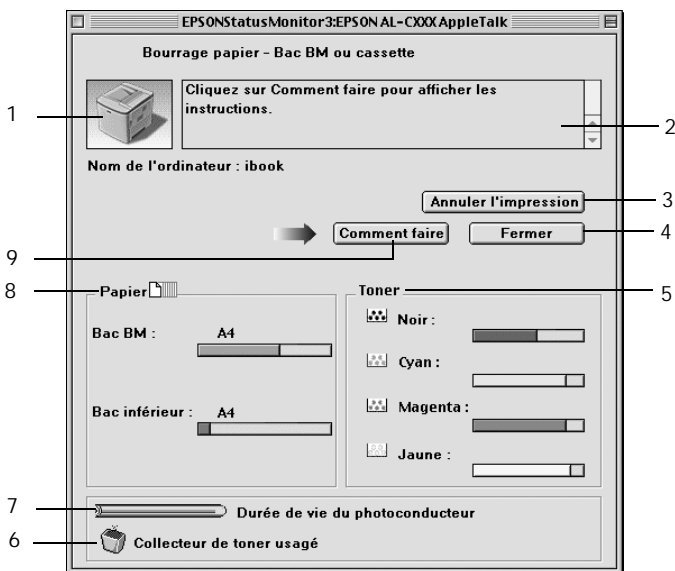 EPSONStatusMonitor3:EPSON AL-CXXX AppleTalk
Bourrage papier - Bac BM ou cassette
1
Cliquez sur Comment faire pour afficher les
instructions.
2
Nom de l'ordinateur : ibook
Annuler l'impression
3
Comment faire
Fermer
4
9
8
Papier
Toner
5
Bac BM :
A4
Noir :
Cyan :
Bac inférieur :
A4
Magenta :
Jaune :
7
Durée de vie du photoconducteur
6
Collecteur de toner usagé